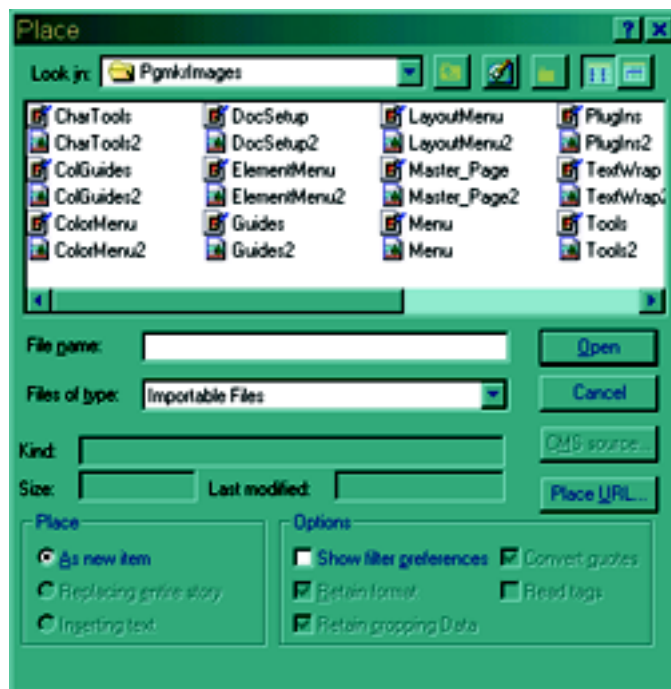 Place
Look in: PgmkrImages
CharTools DocSetup LayoutMenu PlugIns
CharTools2 DocSetup2 LayoutMenu2 PlugIns2
ColGuides ElementMenu Master_Page TextWrap
ColGuides2 ElementMenu2 Master_Page2 TextWrap2
ColorMenu Guides Menu Tools
ColorMenu2 Guides2 Menu Tools2
File name: Open
Files of type: Importable Files Cancel
Kind: CMS source...
Size: Last modified: Place URL...
Place Options
As new item Show filter preferences Convert quotes
Replacing entire story Retain format Read tags
Inserting text Retain cropping Data